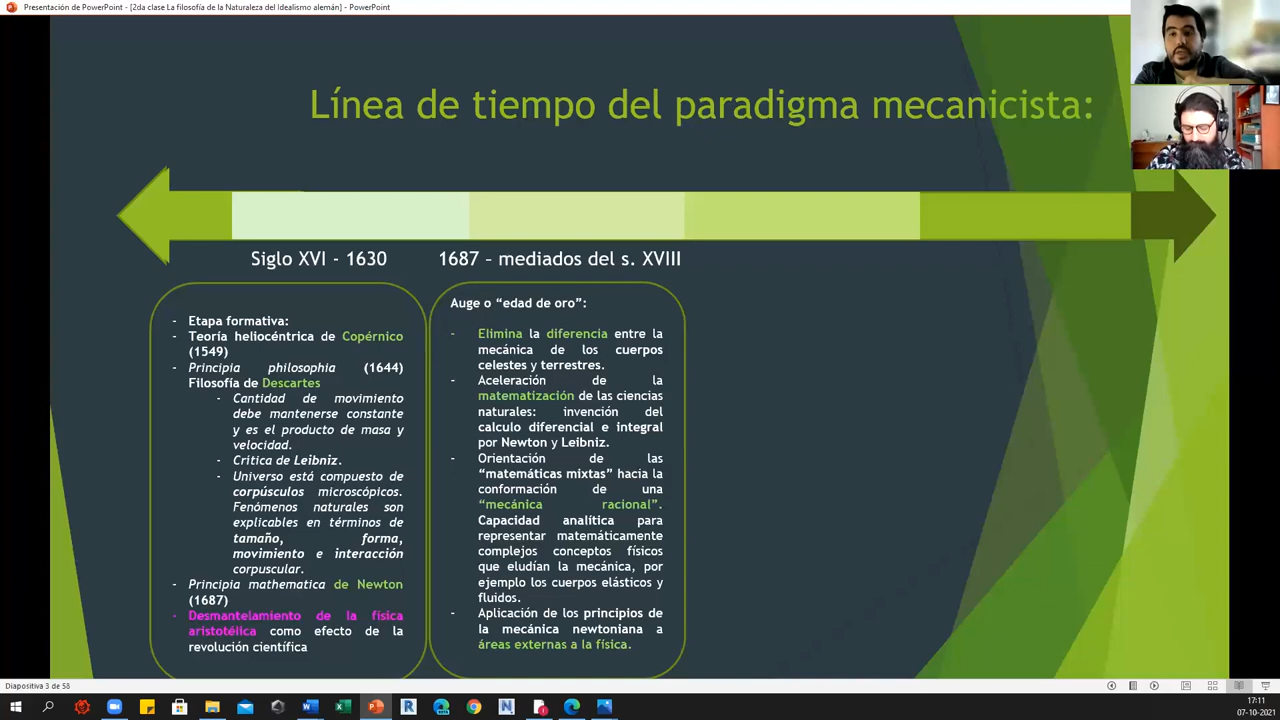 Presentación de PowerPoint - [2da clase La filosofía de la Naturaleza del Idealismo alemán] - PowerPoint
Línea de tiempo del paradigma mecanicista:
Siglo XVI - 1630
- Etapa formativa:
- Teoría heliocéntrica de Copérnico
(1549)
- Principia philosophia (1644)
Filosofía de Descartes
- Cantidad de movimiento
debe mantenerse constante
y es el producto de masa y
velocidad.
- Crítica de Leibniz.
- Universo está compuesto de
corpúsculos microscópicos.
Fenómenos naturales son
explicables en términos de
tamaño, forma,
movimiento e interacción
corpuscular.
- Principia mathematica de Newton
(1687)
- Desmantelamiento de la física
aristotélica como efecto de la
revolución científica
1687 - mediados del s. XVIII
Auge o “edad de oro”:
- Elimina la diferencia entre la
mecánica de los cuerpos
celestes y terrestres.
- Aceleración de la
matematización de las ciencias
naturales: invención del
calculo diferencial e integral
por Newton y Leibniz.
- Orientación de las
“matemáticas mixtas” hacia la
conformación de una
“mecánica racional”.
Capacidad analítica para
representar matemáticamente
complejos conceptos físicos
que eludían la mecánica, por
ejemplo los cuerpos elásticos y
fluidos.
- Aplicación de los principios de
la mecánica newtoniana a
áreas externas a la física.
Diapositiva 3 de 58
17:11
07-10-2021